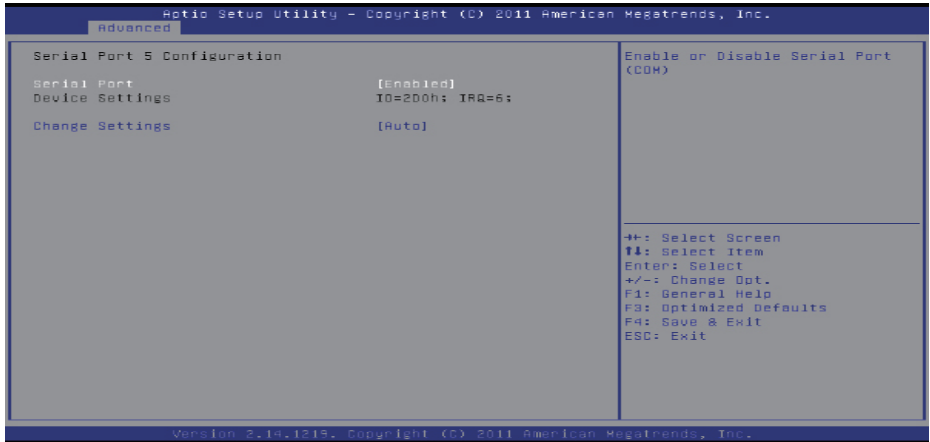 Aptio Setup Utility - Copyright (C) 2011 American Megatrends, Inc.
Advanced
Serial Port 5 Configuration
Serial Port [Enabled]
Device Settings IO=2D0h; IRQ=6;
Change Settings [Auto]
Enable or Disable Serial Port
(COM)
→←: Select Screen
↑↓: Select Item
Enter: Select
+/-: Change Opt.
F1: General Help
F3: Optimized Defaults
F4: Save & Exit
ESC: Exit
Version 2.14.1219. Copyright (C) 2011 American Megatrends, Inc.